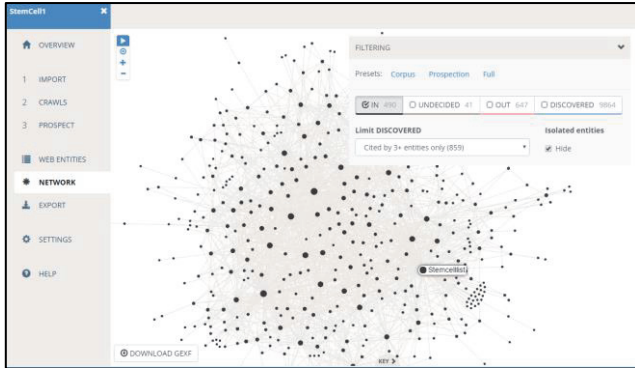 StemCell1 ×
OVERVIEW
1 IMPORT
2 CRAWLS
3 PROSPECT
WEB ENTITIES
NETWORK
EXPORT
SETTINGS
HELP
FILTERING
Presets: Corpus Prospection Full
IN 490 UNDECIDED 41 OUT 647 DISCOVERED 9864
Limit DISCOVERED Isolated entities
Cited by 3+ entities only (859) Hide
DOWNLOAD GEXF
KEY